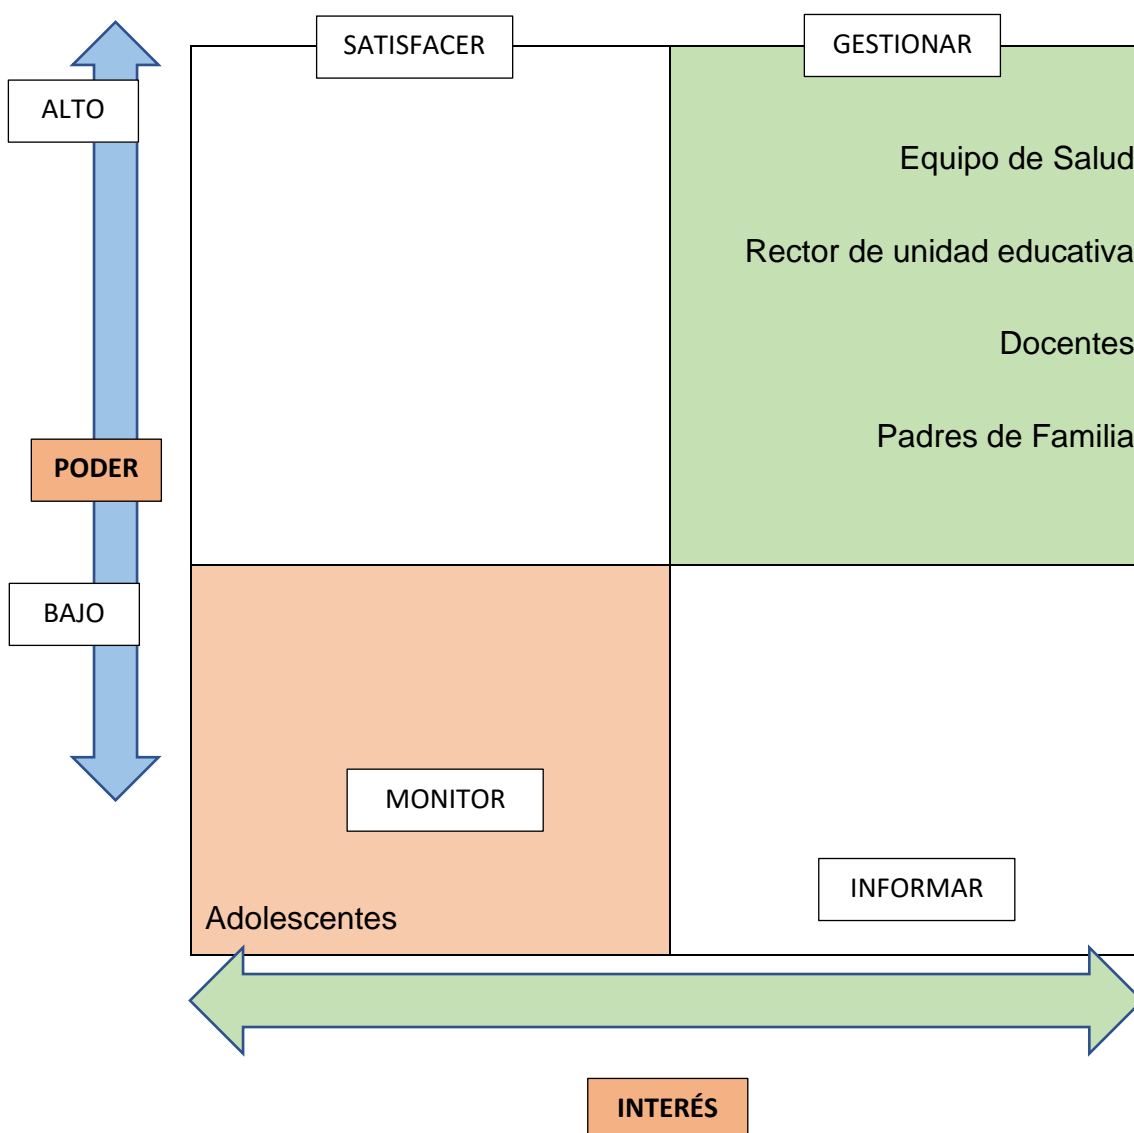 SATISFACER
GESTIONAR
ALTO
Equipo de Salud
Rector de unidad educativa
Docentes
Padres de Familia
PODER
BAJO
MONITOR
INFORMAR
Adolescentes
INTERÉS